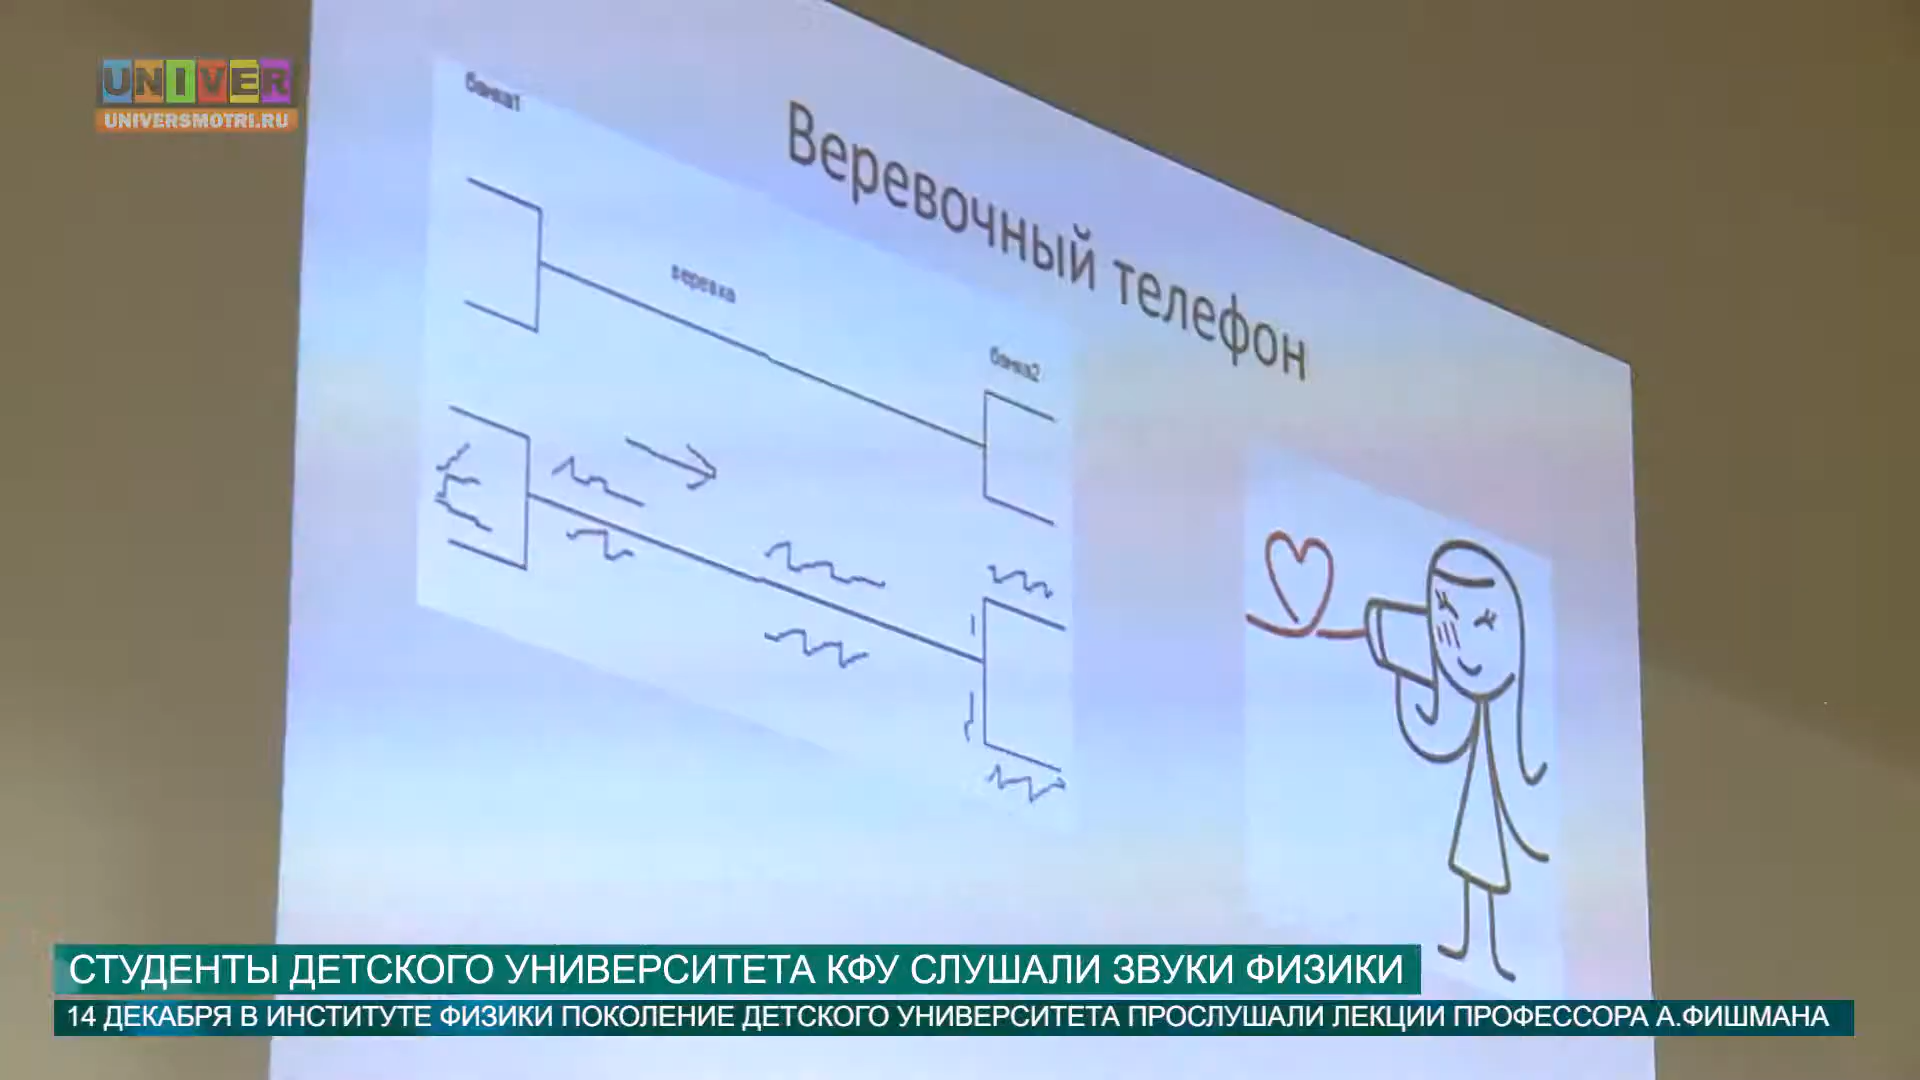 UNIVER
UNIVERSMOTRI.RU
Веревочный телефон
банка1
веревка
банка2
СТУДЕНТЫ ДЕТСКОГО УНИВЕРСИТЕТА КФУ СЛУШАЛИ ЗВУКИ ФИЗИКИ
14 ДЕКАБРЯ В ИНСТИТУТЕ ФИЗИКИ ПОКОЛЕНИЕ ДЕТСКОГО УНИВЕРСИТЕТА ПРОСЛУШАЛИ ЛЕКЦИИ ПРОФЕССОРА А.ФИШМАНА